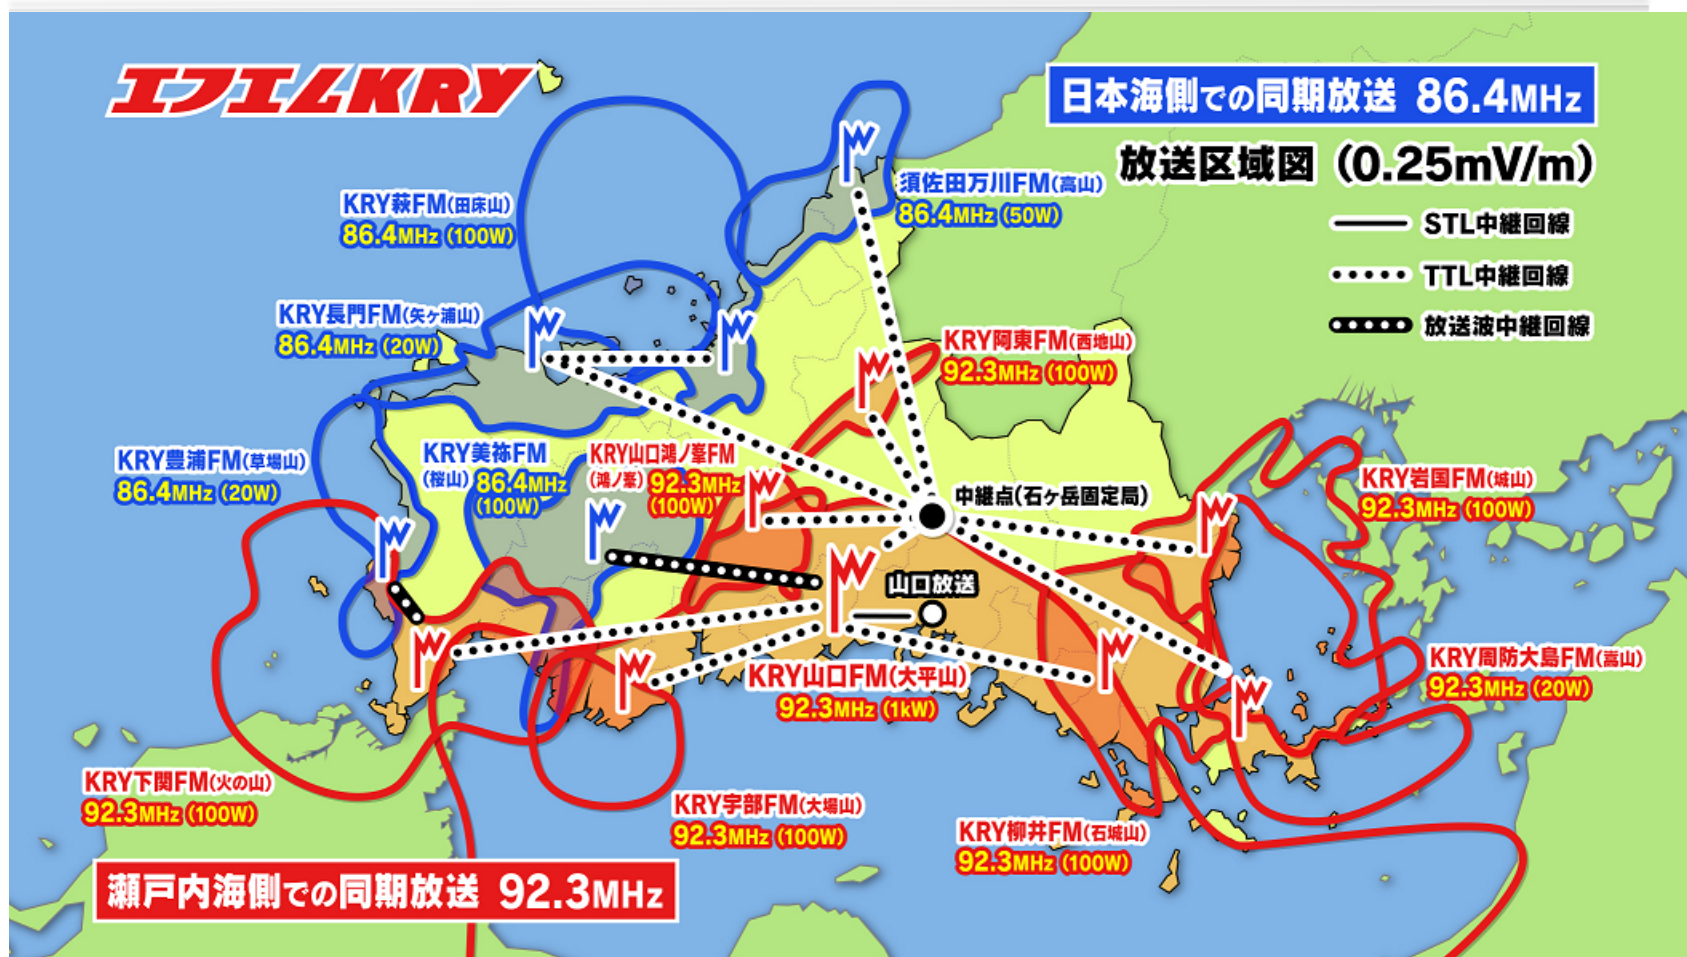 エフエムKRY
日本海側での同期放送 86.4MHz
放送区域図（0.25mV/m）
STL中継回線
TTL中継回線
放送波中継回線
須佐田万川FM(高山)
86.4MHz (50W)
KRY萩FM(田床山)
86.4MHz (100W)
KRY長門FM(矢ヶ浦山)
86.4MHz (20W)
KRY阿東FM(西地山)
92.3MHz (100W)
KRY豊浦FM(草場山)
86.4MHz (20W)
KRY美祢FM
(桜山) 86.4MHz
(100W)
KRY山口鴻ノ峯FM
(鴻ノ峯) 92.3MHz
(100W)
中継点(石ヶ岳固定局)
KRY岩国FM(城山)
92.3MHz (100W)
山口放送
KRY山口FM(大平山)
92.3MHz (1kW)
KRY周防大島FM(嵩山)
92.3MHz (20W)
KRY下関FM(火の山)
92.3MHz (100W)
KRY宇部FM(大場山)
92.3MHz (100W)
KRY柳井FM(石城山)
92.3MHz (100W)
瀬戸内海側での同期放送 92.3MHz